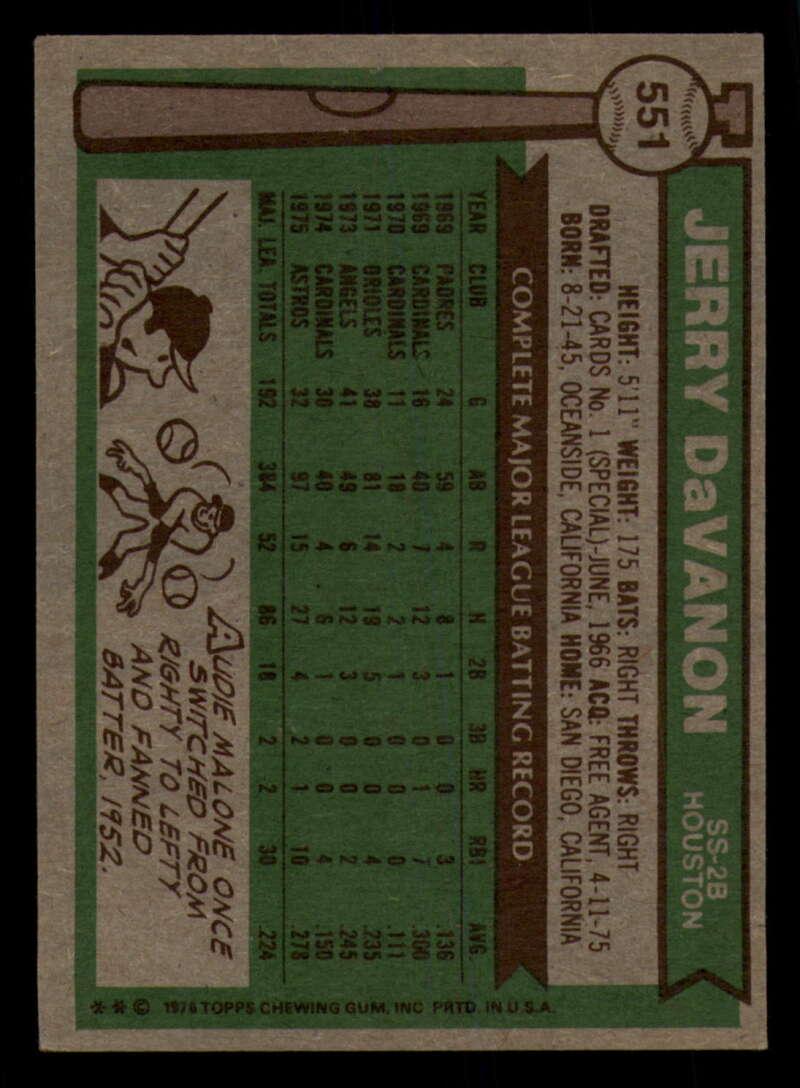 551
JERRY DaVANON
SS-2B
HOUSTON
HEIGHT: 5'11" WEIGHT: 175 BATS: RIGHT THROWS: RIGHT
DRAFTED: CARDS No. 1 (SPECIAL)-JUNE, 1966 ACQ: FREE AGENT, 4-11-75
BORN: 8-21-45, OCEANSIDE, CALIFORNIA HOME: SAN DIEGO, CALIFORNIA
COMPLETE MAJOR LEAGUE BATTING RECORD
YEAR CLUB G AB R H 2B 3B HR RBI AVG.
1969 PADRES 24 59 4 8 1 0 0 3 .136
1969 CARDINALS 16 40 7 12 3 0 1 7 .300
1970 CARDINALS 11 18 2 2 1 0 0 0 .111
1971 ORIOLES 38 81 14 19 5 0 0 4 .235
1973 ANGELS 41 49 6 12 3 0 0 2 .245
1974 CARDINALS 30 40 4 6 1 0 0 4 .150
1975 ASTROS 32 97 15 27 4 2 1 10 .278
MAJ. LEA. TOTALS 192 384 52 86 18 2 2 30 .224
AUDIE MALONE ONCE
SWITCHED FROM
RIGHTY TO LEFTY
AND FANNED
BATTER, 1952.
** © 1976 TOPPS CHEWING GUM, INC PRTD. IN U.S.A.